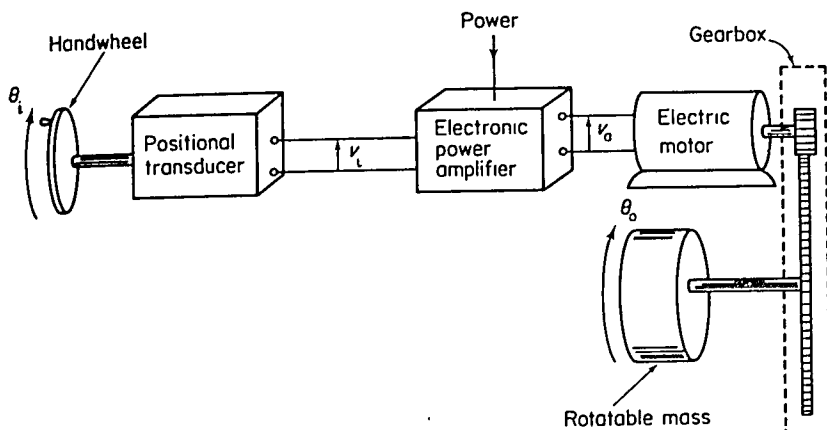 Handwheel
θi
Positional
transducer
Vi
Power
Electronic
power
amplifier
Va
Electric
motor
Gearbox
θo
Rotatable mass